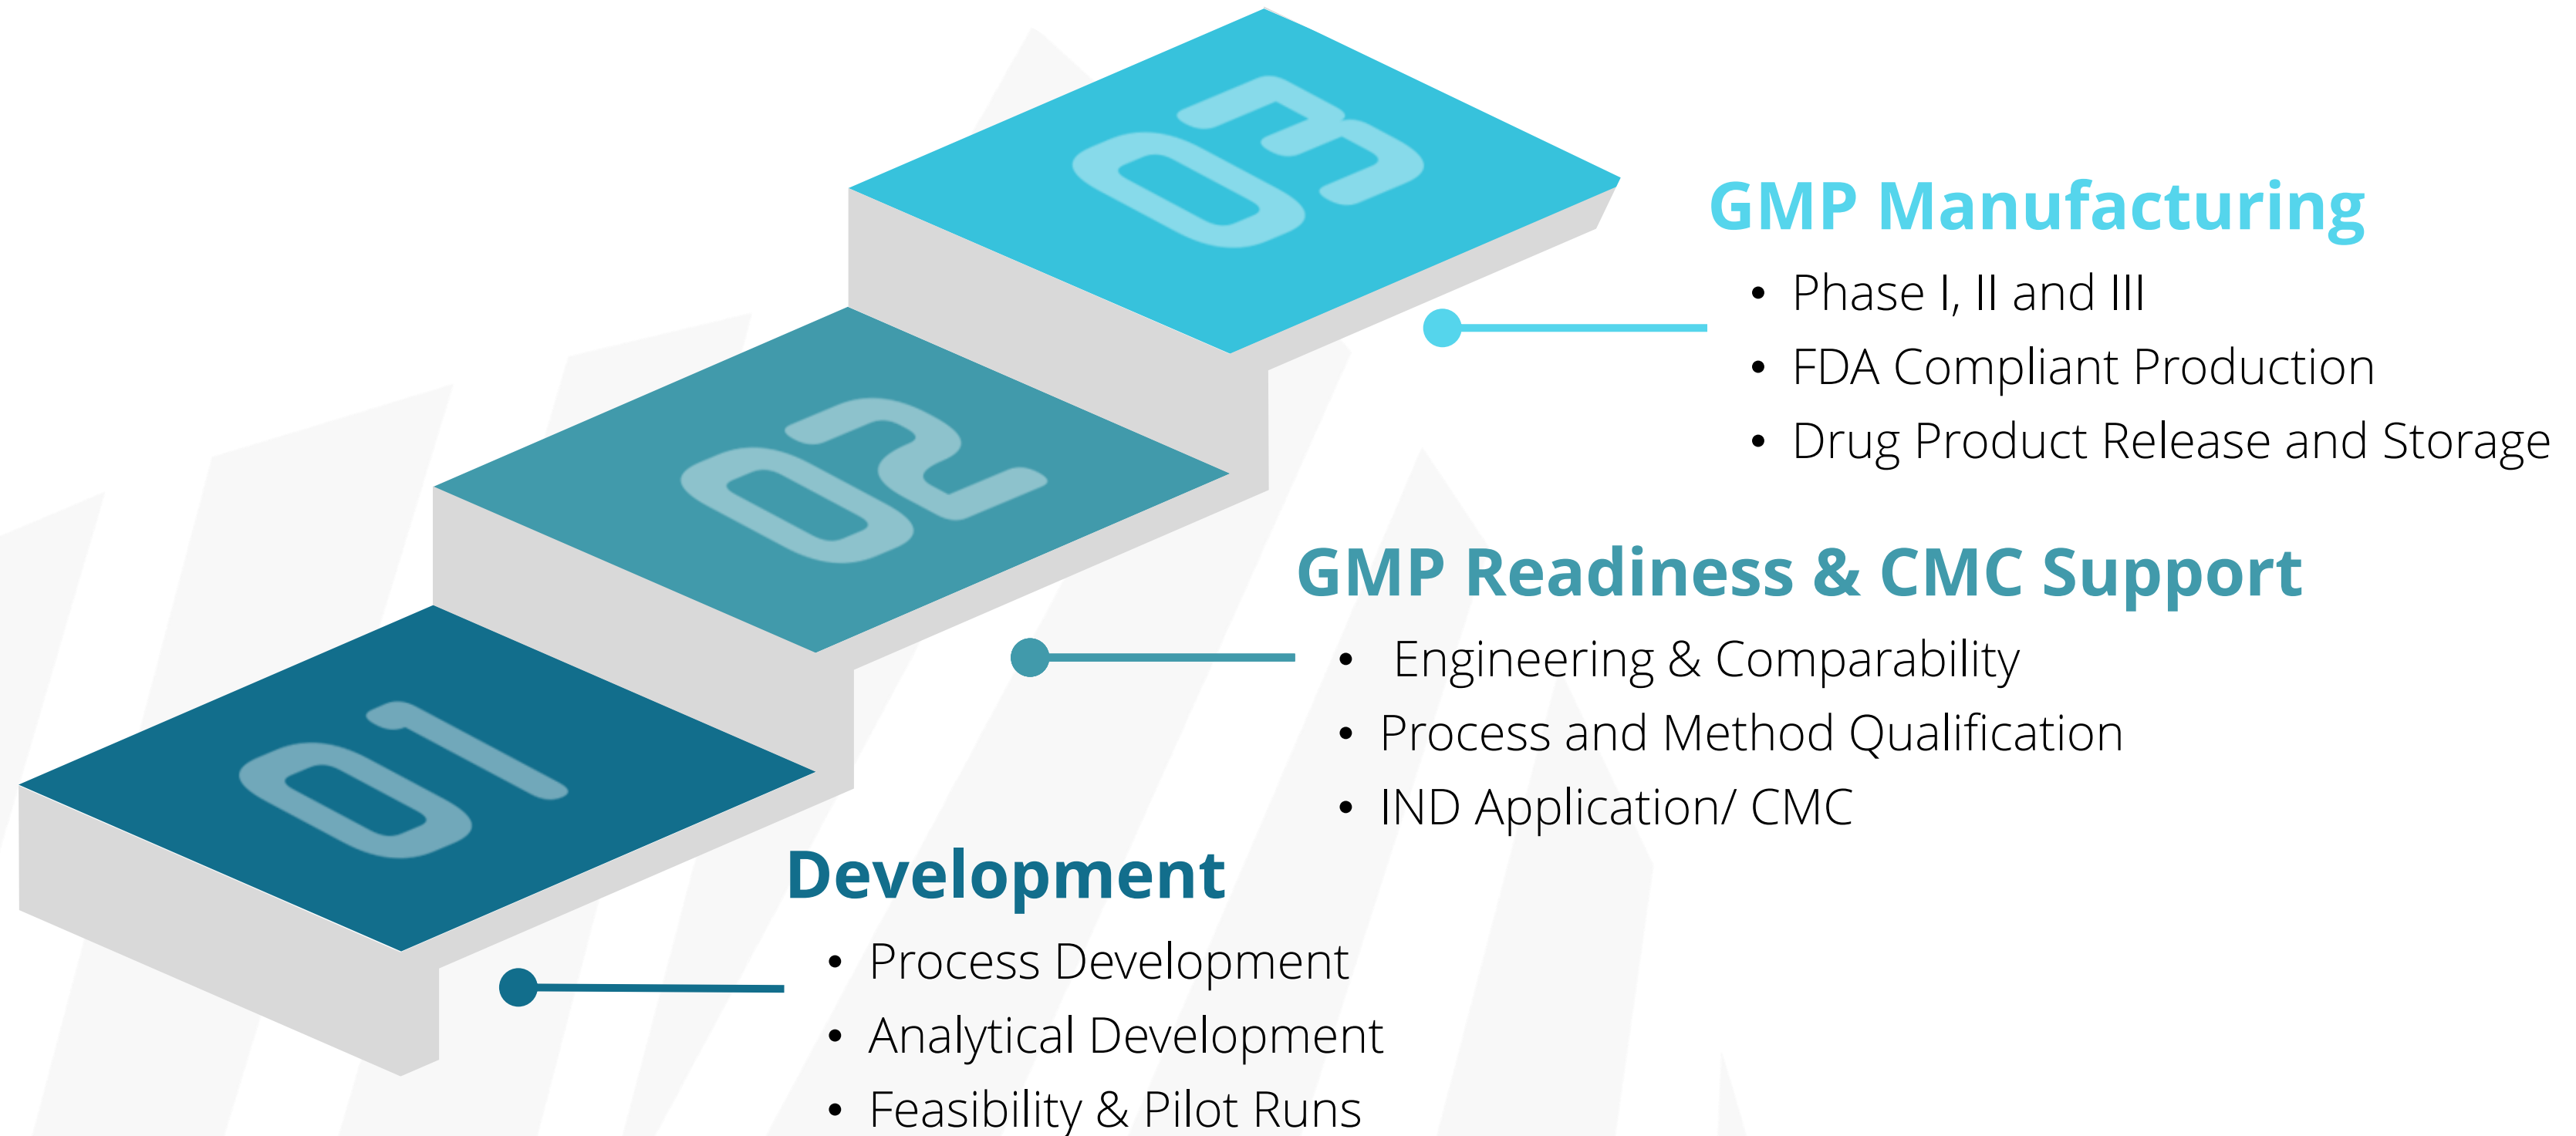 03
GMP Manufacturing
• Phase I, II and III
• FDA Compliant Production
• Drug Product Release and Storage
02
GMP Readiness & CMC Support
• Engineering & Comparability
• Process and Method Qualification
• IND Application/ CMC
01
Development
• Process Development
• Analytical Development
• Feasibility & Pilot Runs